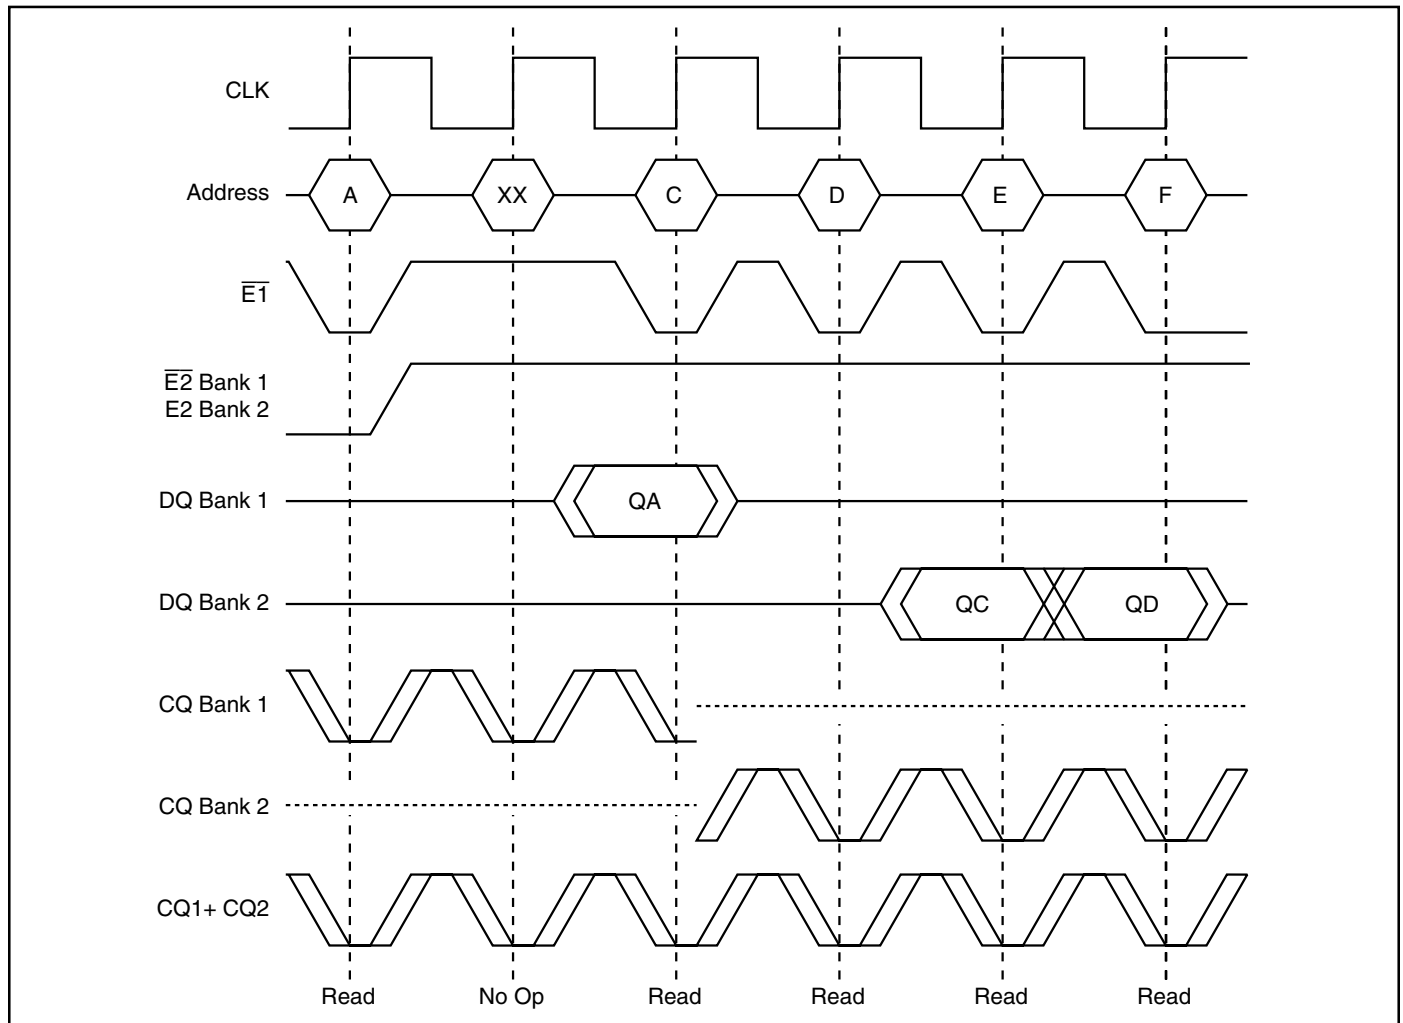 CLK
Address
A
XX
C
D
E
F
E1
E2 Bank 1
E2 Bank 2
DQ Bank 1
QA
DQ Bank 2
QC
QD
CQ Bank 1
CQ Bank 2
CQ1+ CQ2
Read
No Op
Read
Read
Read
Read